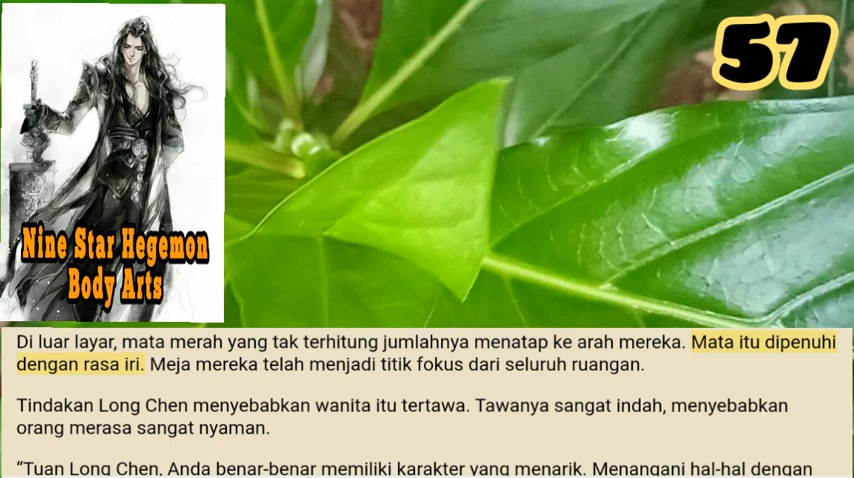 57
Nine Star Hegemon
Body Arts
Di luar layar, mata merah yang tak terhitung jumlahnya menatap ke arah mereka. Mata itu dipenuhi
dengan rasa iri. Meja mereka telah menjadi titik fokus dari seluruh ruangan.
Tindakan Long Chen menyebabkan wanita itu tertawa. Tawanya sangat indah, menyebabkan
orang merasa sangat nyaman.
“Tuan Long Chen, Anda benar-benar memiliki karakter yang menarik. Menangani hal-hal dengan